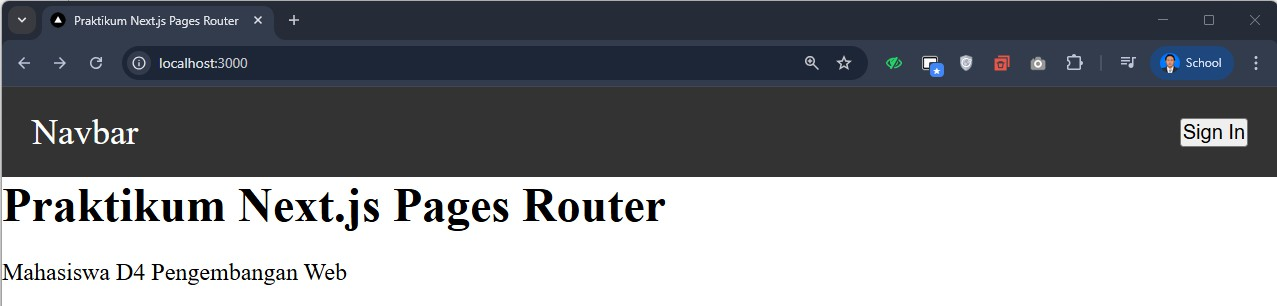 Praktikum Next.js Pages Router
localhost:3000
School
Navbar
Sign In
Praktikum Next.js Pages Router
Mahasiswa D4 Pengembangan Web